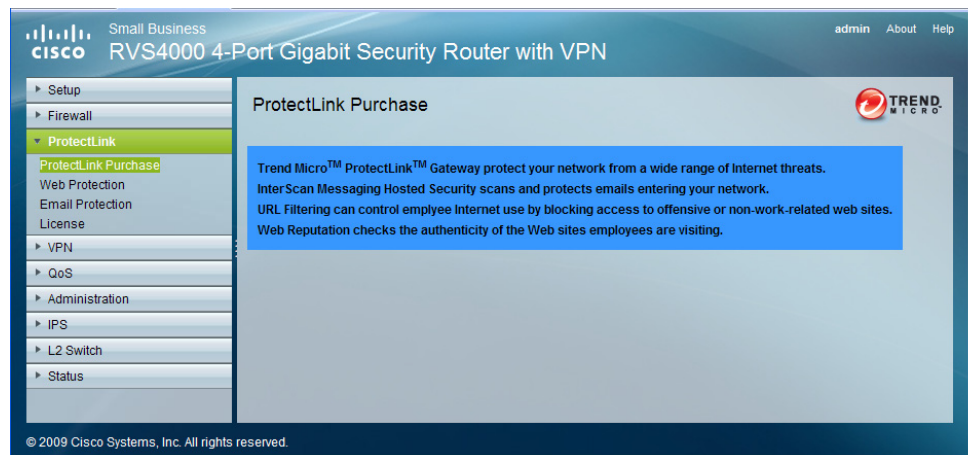 Small Business
cisco RVS4000 4-Port Gigabit Security Router with VPN
admin About Help
Setup
Firewall
ProtectLink
ProtectLink Purchase
Web Protection
Email Protection
License
VPN
QoS
Administration
IPS
L2 Switch
Status
ProtectLink Purchase
TREND MICRO
Trend Micro™ ProtectLink™ Gateway protect your network from a wide range of Internet threats.
InterScan Messaging Hosted Security scans and protects emails entering your network.
URL Filtering can control emplyee Internet use by blocking access to offensive or non-work-related web sites.
Web Reputation checks the authenticity of the Web sites employees are visiting.
© 2009 Cisco Systems, Inc. All rights reserved.